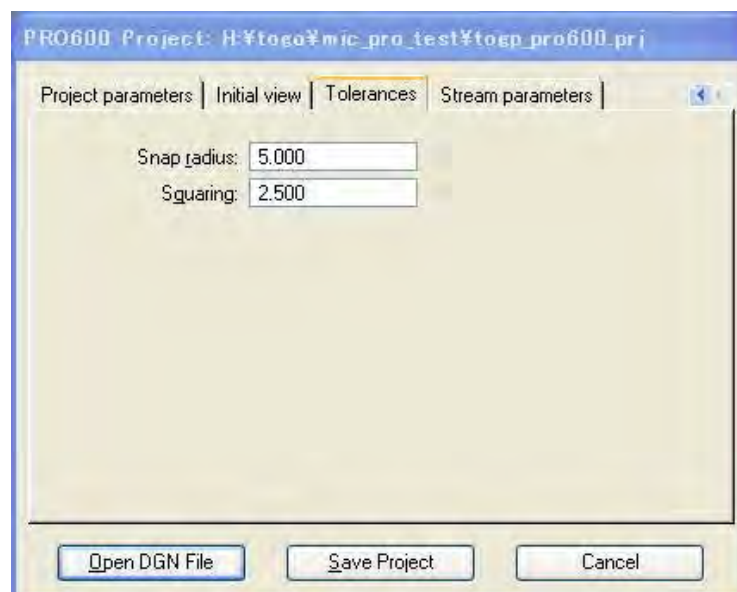 PRO600 Project: H:¥toga¥mic_pro_test¥togp_pro600.prj
Project parameters
Initial view
Tolerances
Stream parameters
Snap radius: 5.000
Squaring: 2.500
Open DGN File
Save Project
Cancel